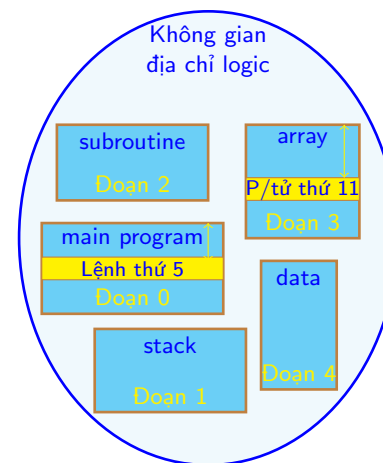 Không gian
địa chỉ logic
subroutine
Đoạn 2
array
P/tử thứ 11
Đoạn 3
main program
Lệnh thứ 5
Đoạn 0
data
Đoạn 4
stack
Đoạn 1